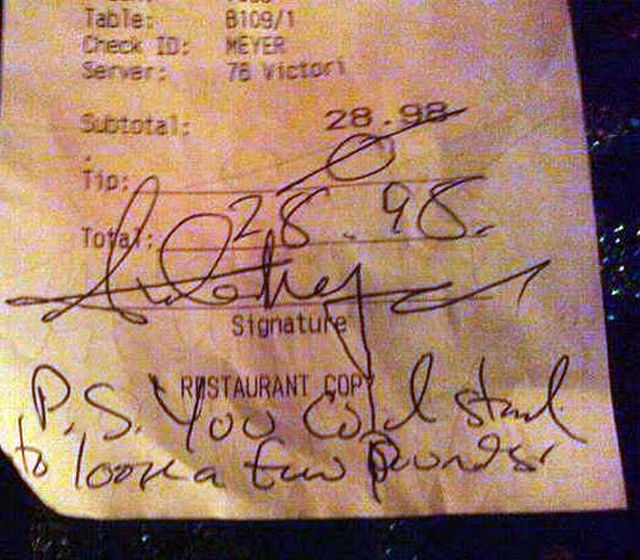 Table: B109/1
Check ID: MEYER
Server: 76 Victori
Subtotal: 28.98
Tip: 0
Total: 28.98.
Signature
RESTAURANT COPY
P.S. You could stand
to loose a few pounds!